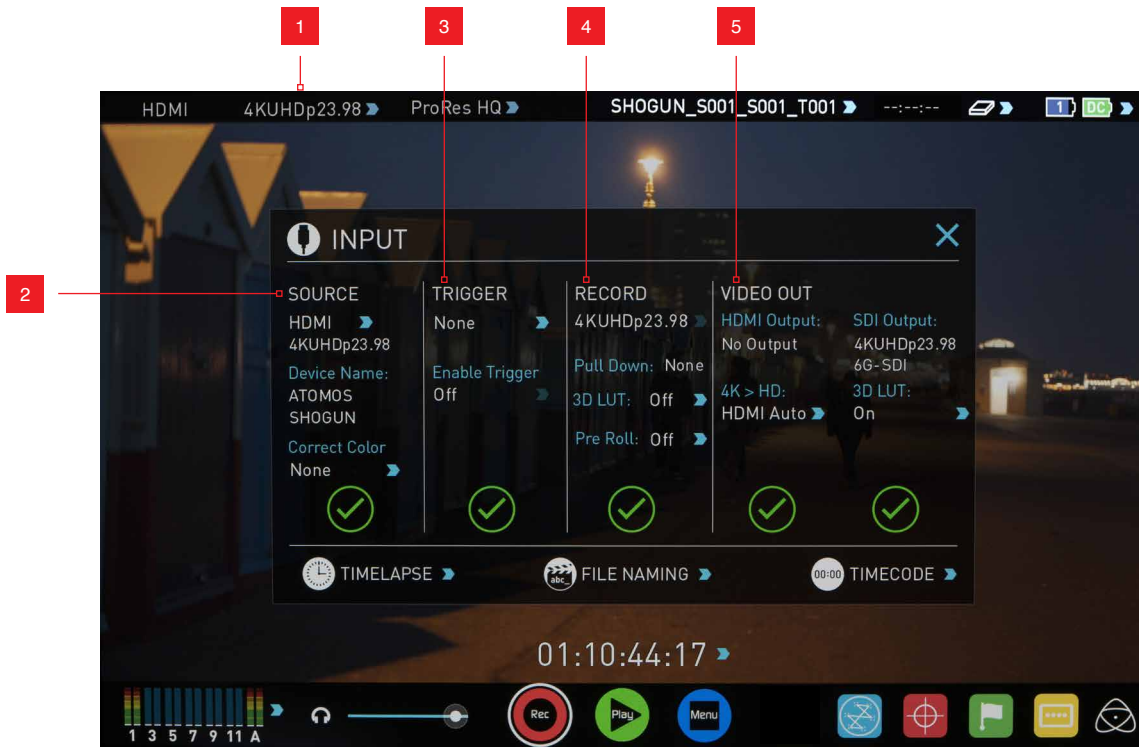 1
3
4
5
HDMI 4KUHDp23.98 ProRes HQ SHOGUN_S001_S001_T001 --:--:-- 1 DC
INPUT
2
SOURCE
HDMI
4KUHDp23.98
Device Name:
ATOMOS
SHOGUN
Correct Color
None
TRIGGER
None
Enable Trigger
Off
RECORD
4KUHDp23.98
Pull Down: None
3D LUT: Off
Pre Roll: Off
VIDEO OUT
HDMI Output:
No Output
4K > HD:
HDMI Auto
SDI Output:
4KUHDp23.98
6G-SDI
3D LUT:
On
TIMELAPSE
abc_ FILE NAMING
00:00 TIMECODE
01:10:44:17
1 3 5 7 9 11 A
Rec
Play
Menu